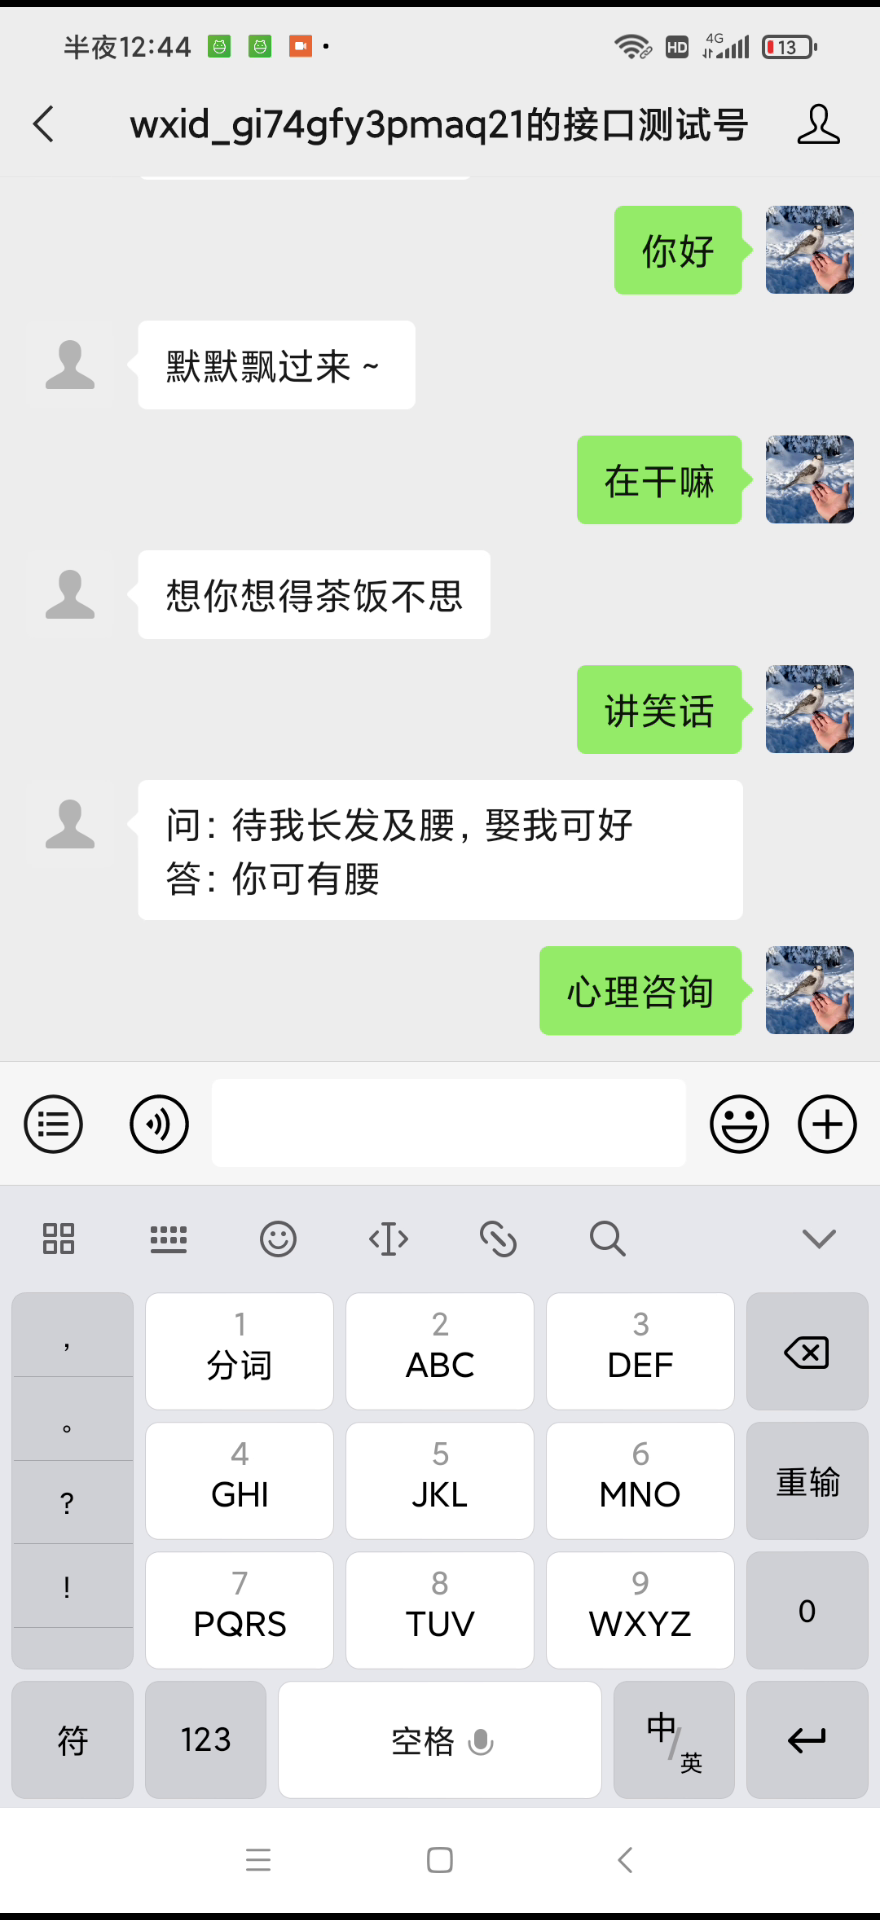 半夜12:44
HD
4G
13
wxid_gi74gfy3pmaq21的接口测试号
你好
默默飘过来~
在干嘛
想你想得茶饭不思
讲笑话
问：待我长发及腰，娶我可好
答：你可有腰
心理咨询
，
。
?
!
1
分词
2
ABC
3
DEF
4
GHI
5
JKL
6
MNO
重输
7
PQRS
8
TUV
9
WXYZ
0
符
123
空格
中/英